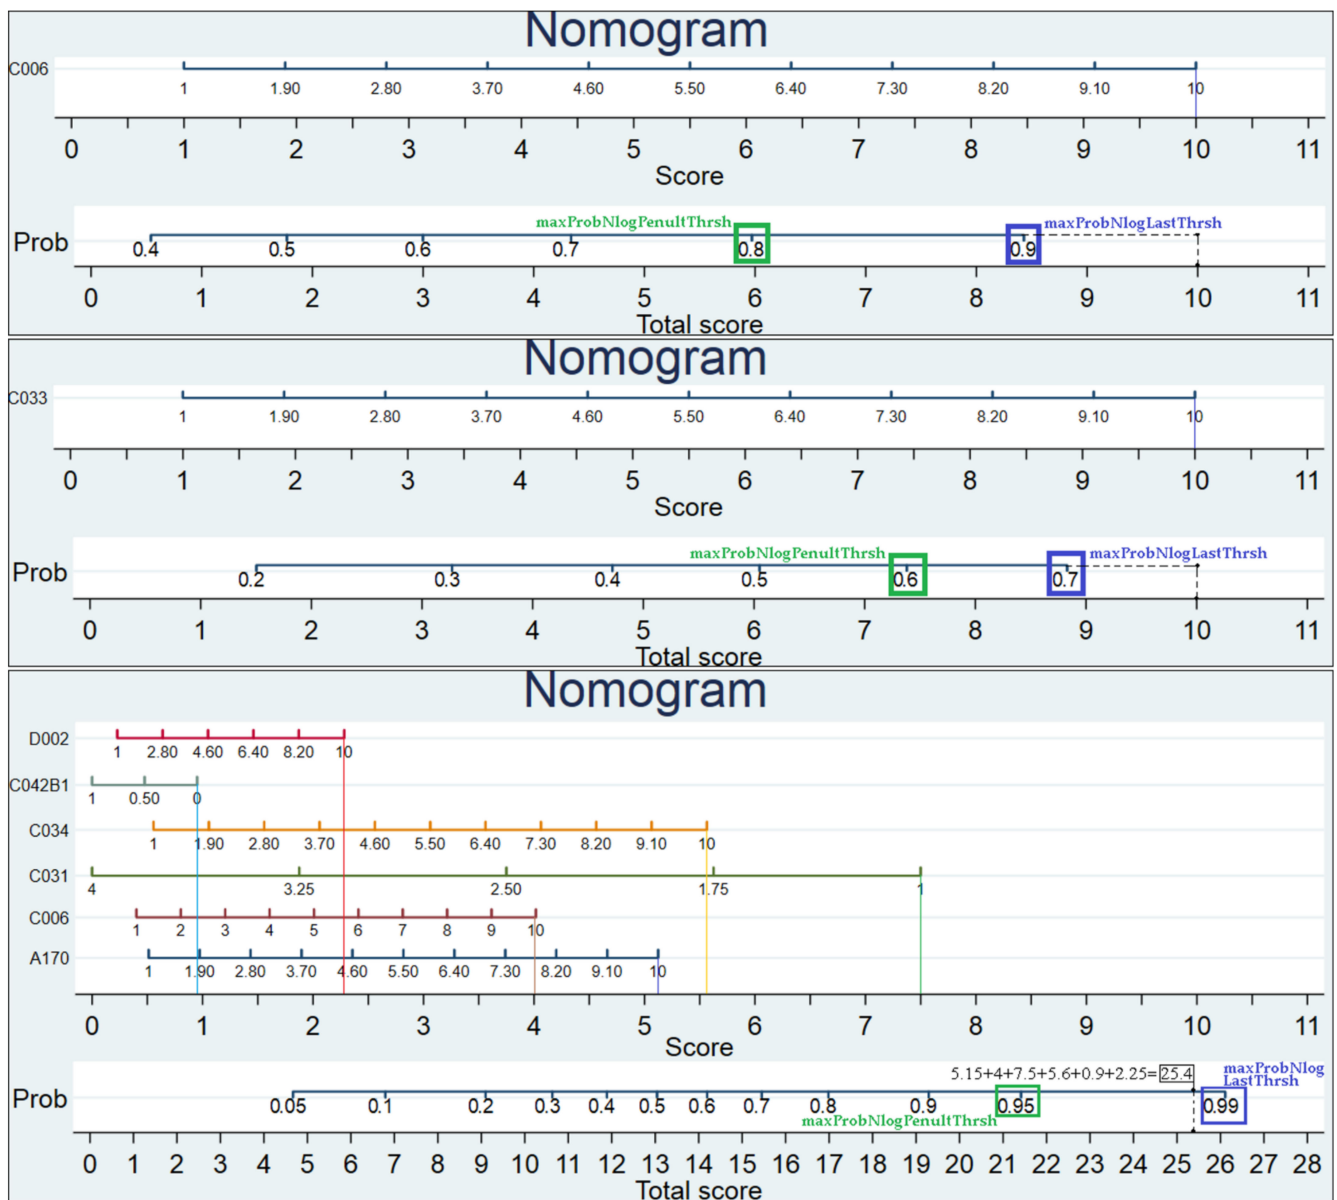 Nomogram
C006
1 1.90 2.80 3.70 4.60 5.50 6.40 7.30 8.20 9.10 10
0 1 2 3 4 5 6 7 8 9 10 11
Score
maxProbNlogPenultThrsh maxProbNlogLastThrsh
Prob
0.4 0.5 0.6 0.7 0.8 0.9
0 1 2 3 4 5 6 7 8 9 10 11
Total score
Nomogram
C033
1 1.90 2.80 3.70 4.60 5.50 6.40 7.30 8.20 9.10 10
0 1 2 3 4 5 6 7 8 9 10 11
Score
maxProbNlogPenultThrsh maxProbNlogLastThrsh
Prob
0.2 0.3 0.4 0.5 0.6 0.7
0 1 2 3 4 5 6 7 8 9 10 11
Total score
Nomogram
D002
1 2.80 4.60 6.40 8.20 10
C042B1
1 0.50 0
C034
1 1.90 2.80 3.70 4.60 5.50 6.40 7.30 8.20 9.10 10
C031
4 3.25 2.50 1.75 1
C006
1 2 3 4 5 6 7 8 9 10
A170
1 1.90 2.80 3.70 4.60 5.50 6.40 7.30 8.20 9.10 10
0 1 2 3 4 5 6 7 8 9 10 11
Score
5.15+4+7.5+5.6+0.9+2.25= 25.4
maxProbNlog
LastThrsh
Prob
0.05 0.1 0.2 0.3 0.4 0.5 0.6 0.7 0.8 0.9 0.95 0.99
maxProbNlogPenultThrsh
0 1 2 3 4 5 6 7 8 9 10 11 12 13 14 15 16 17 18 19 20 21 22 23 24 25 26 27 28
Total score